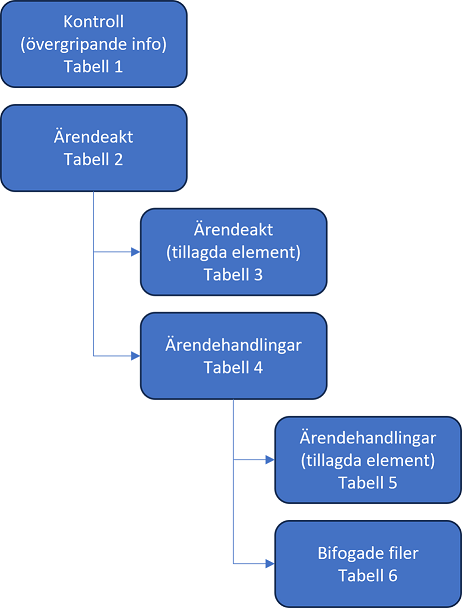 Kontroll
(övergripande info)
Tabell 1
Ärendeakt
Tabell 2
Ärendeakt
(tillagda element)
Tabell 3
Ärendehandlingar
Tabell 4
Ärendehandlingar
(tillagda element)
Tabell 5
Bifogade filer
Tabell 6